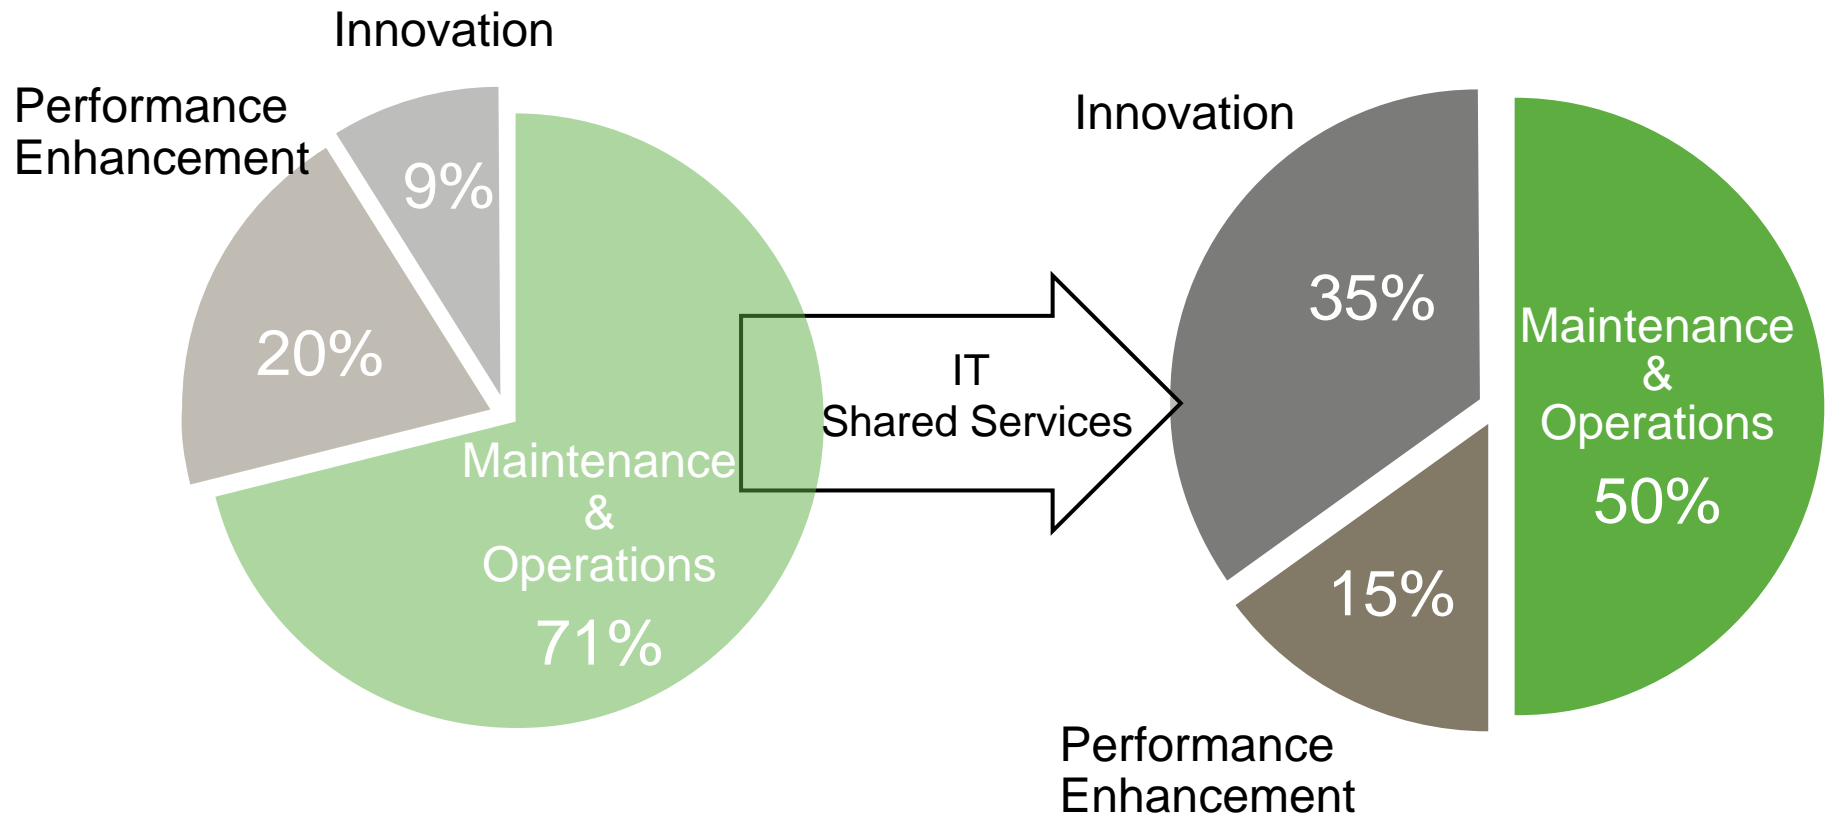 Innovation
Performance
Enhancement
9%
20%
Maintenance
&
Operations
71%
IT
Shared Services
Innovation
35%
Maintenance
&
Operations
50%
15%
Performance
Enhancement